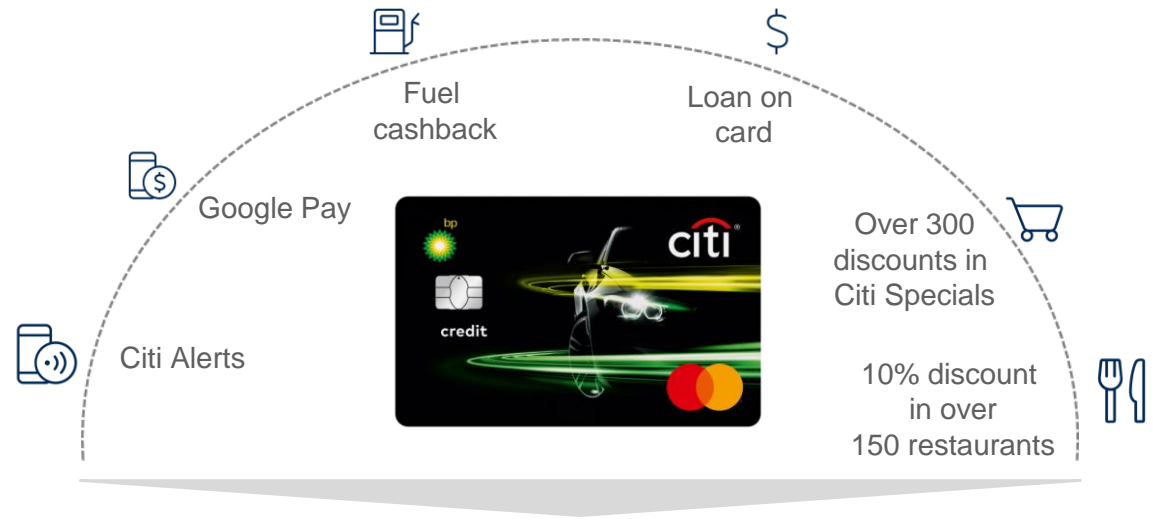 $
Fuel
cashback
Loan on
card
$
Google Pay
Over 300
discounts in
Citi Specials
Citi Alerts
10% discount
in over
150 restaurants
bp
citi®
credit